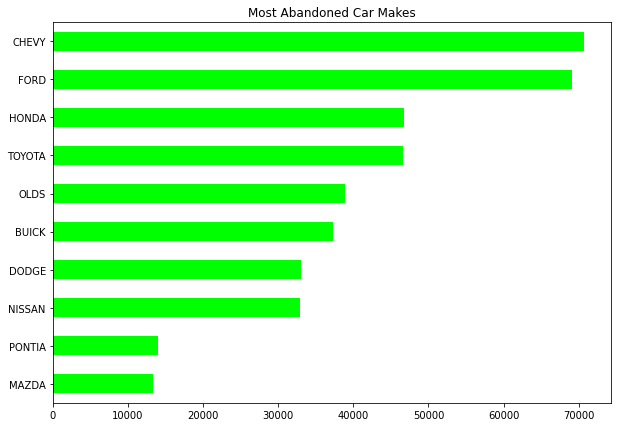 Most Abandoned Car Makes
CHEVY
FORD
HONDA
TOYOTA
OLDS
BUICK
DODGE
NISSAN
PONTIA
MAZDA
0 10000 20000 30000 40000 50000 60000 70000